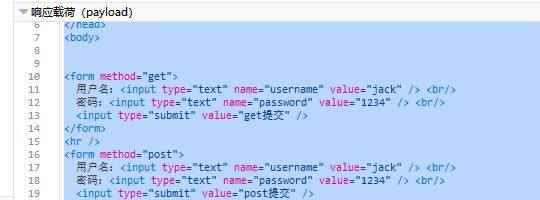 响应载荷（payload）
6 </head>
7 <body>
8
9
10 <form method="get">
11 用户名：<input type="text" name="username" value="jack" /> <br/>
12 密码：<input type="text" name="password" value="1234" /> <br/>
13 <input type="submit" value="get提交" />
14 </form>
15 <hr />
16 <form method="post">
17 用户名：<input type="text" name="username" value="jack" /> <br/>
18 密码：<input type="text" name="password" value="1234" /> <br/>
19 <input type="submit" value="post提交" />